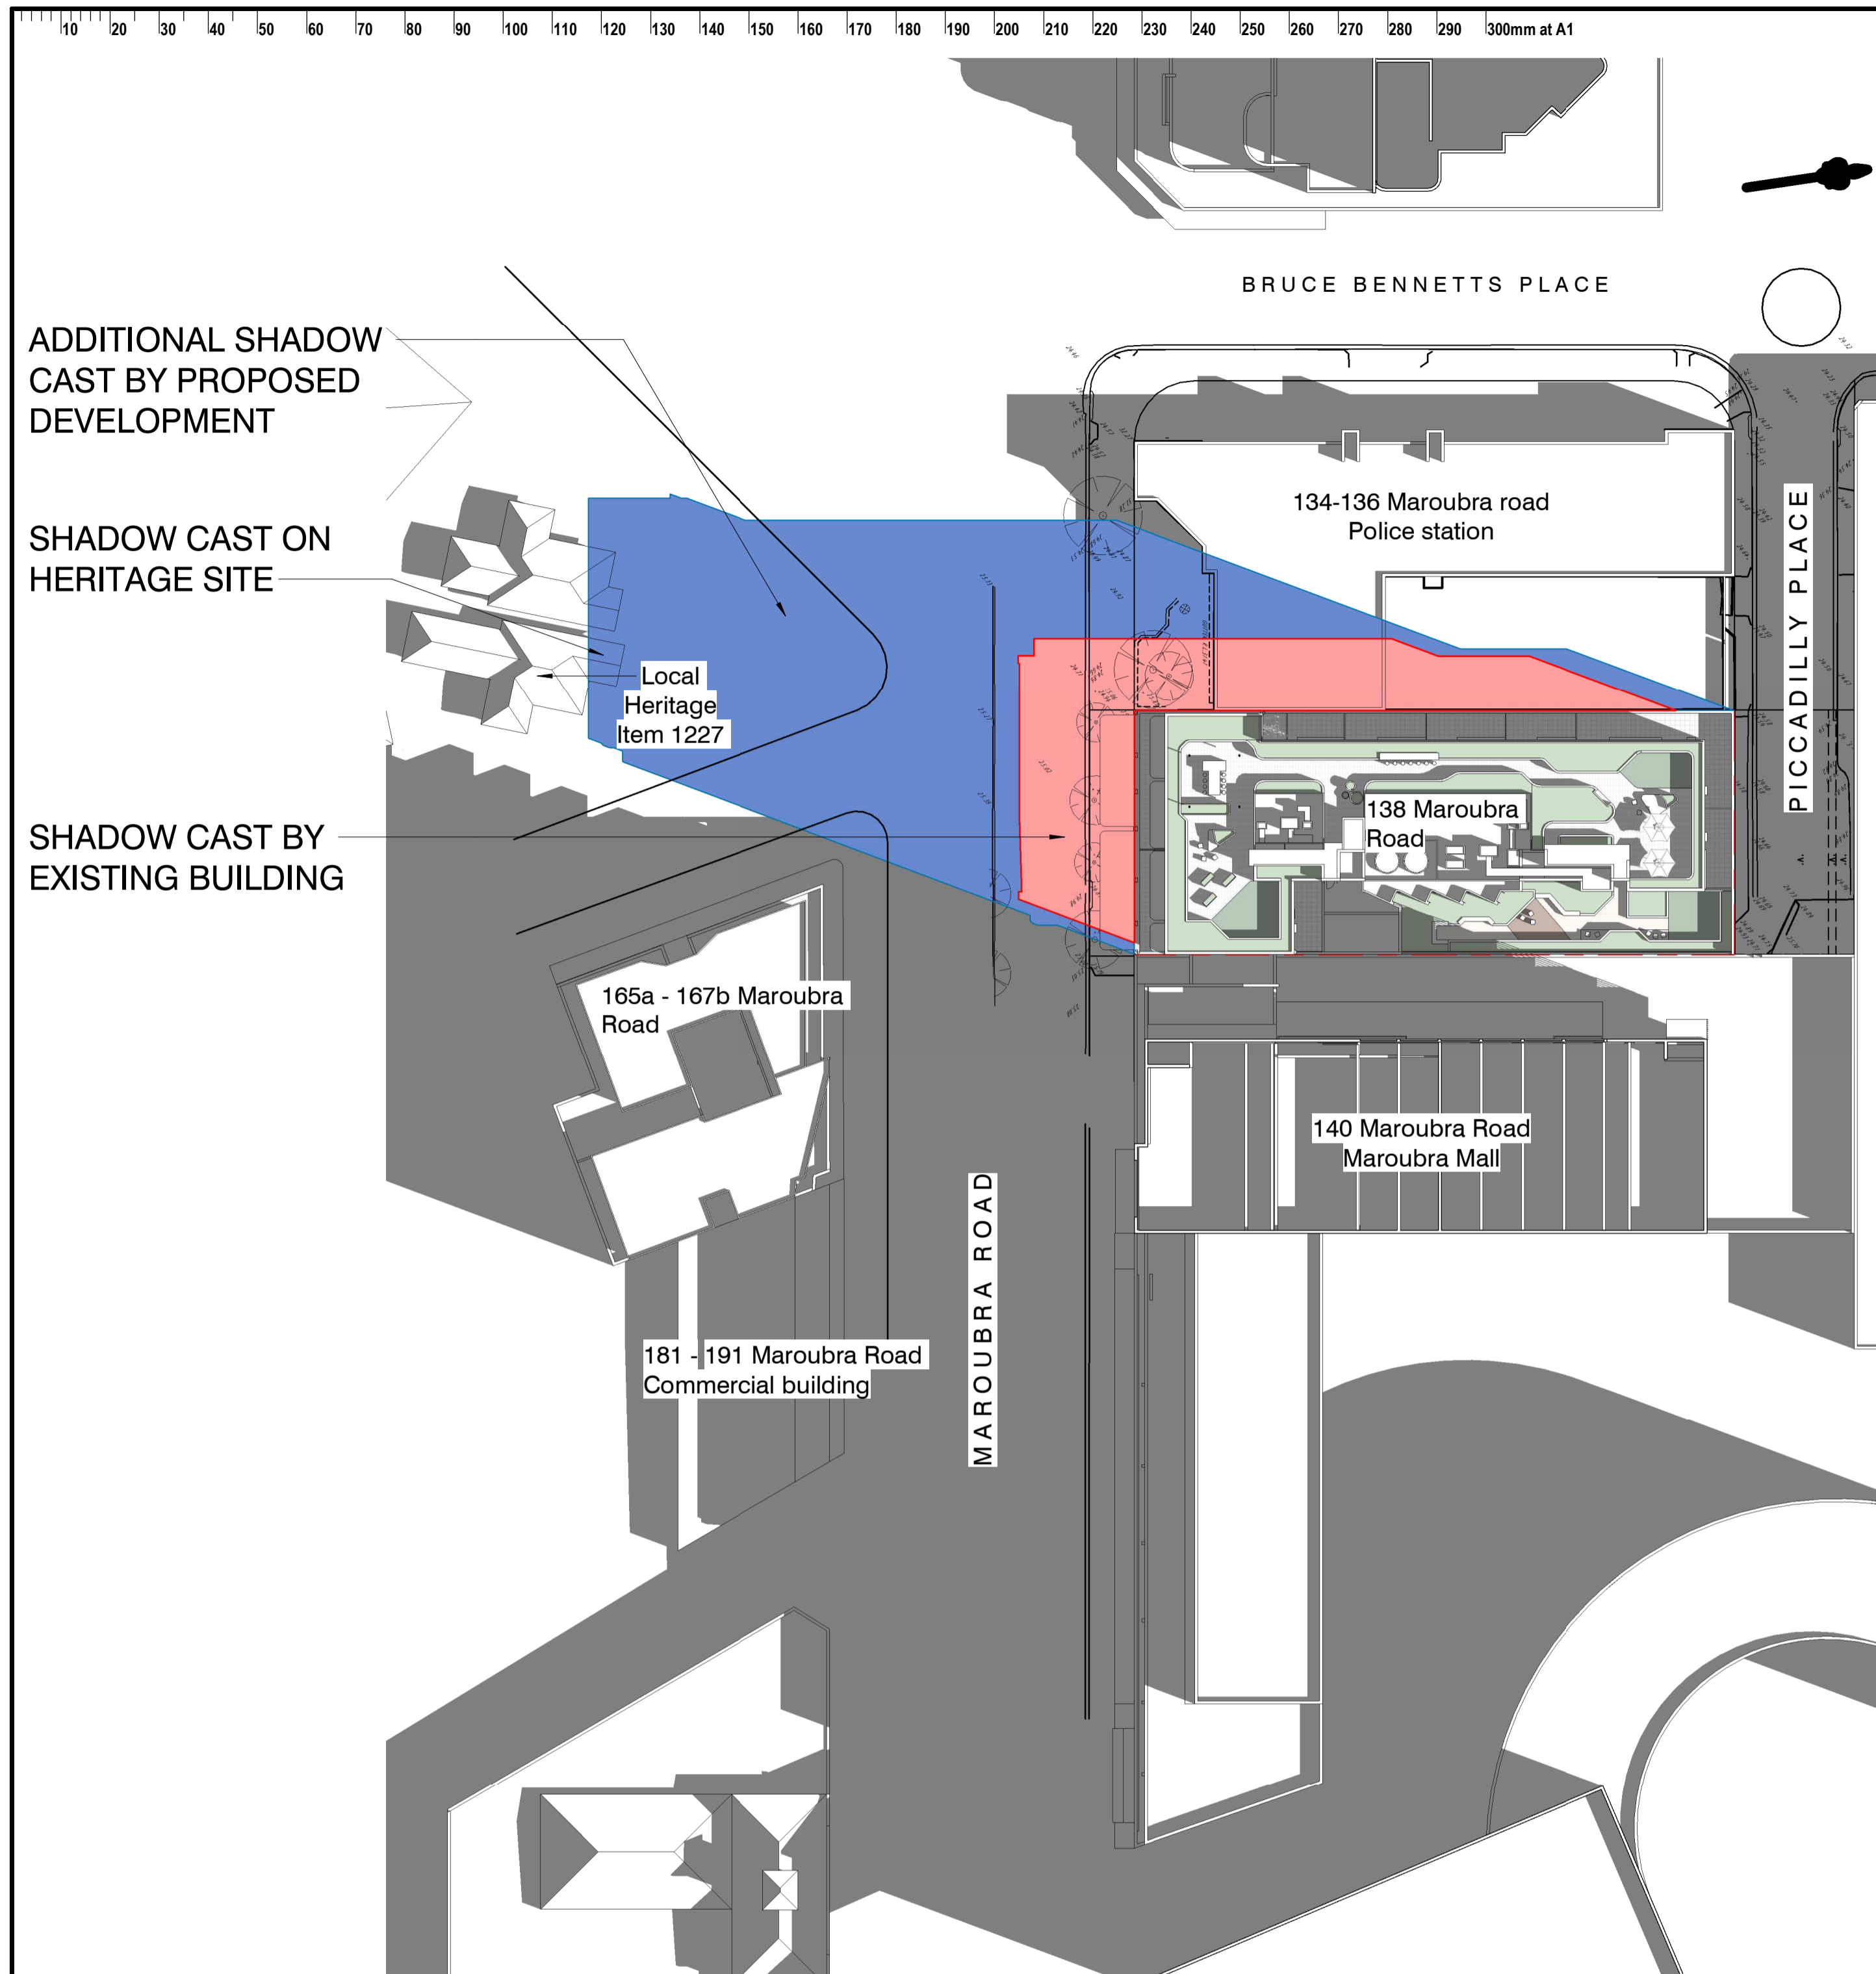 10 20 30 40 50 60 70 80 90 100 110 120 130 140 150 160 170 180 190 200 210 220 230 240 250 260 270 280 290 300mm at A1
BRUCE BENNETTS PLACE
ADDITIONAL SHADOW
CAST BY PROPOSED
DEVELOPMENT
134-136 Maroubra road
Police station
PICCADILLY PLACE
SHADOW CAST ON
HERITAGE SITE
Local
Heritage
Item 1227
138 Maroubra
Road
SHADOW CAST BY
EXISTING BUILDING
165a - 167b Maroubra
Road
140 Maroubra Road
Maroubra Mall
MAROUBRA ROAD
181 - 191 Maroubra Road
Commercial building